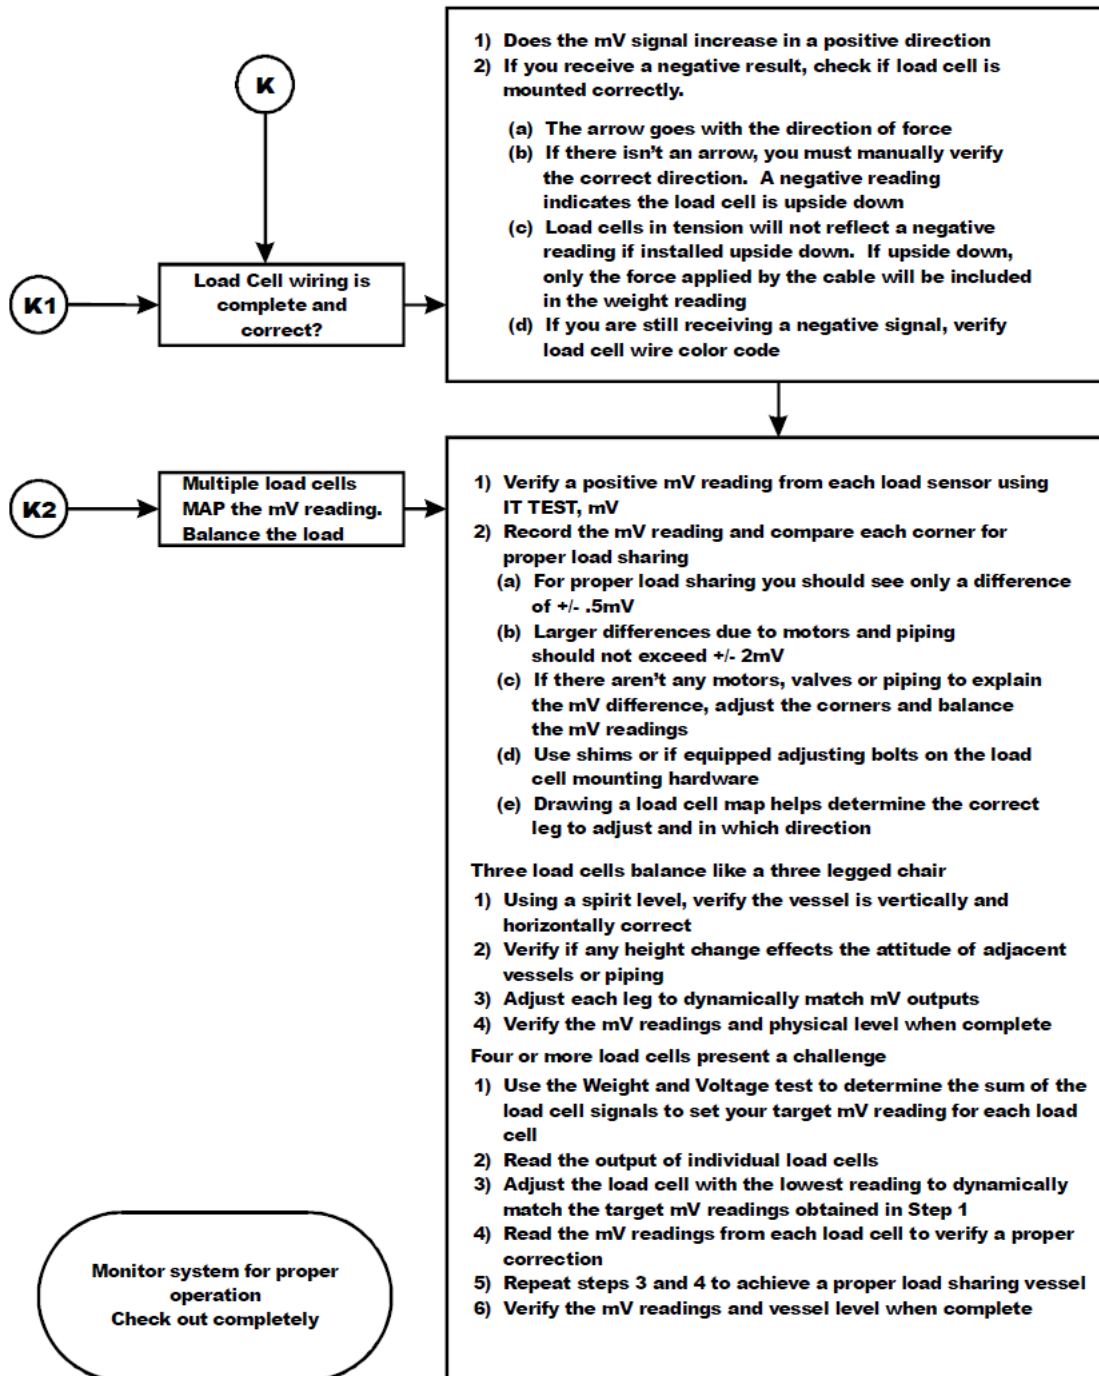 K
K1
Load Cell wiring is
complete and
correct?
1) Does the mV signal increase in a positive direction
2) If you receive a negative result, check if load cell is
mounted correctly.
(a) The arrow goes with the direction of force
(b) If there isn't an arrow, you must manually verify
the correct direction. A negative reading
indicates the load cell is upside down
(c) Load cells in tension will not reflect a negative
reading if installed upside down. If upside down,
only the force applied by the cable will be included
in the weight reading
(d) If you are still receiving a negative signal, verify
load cell wire color code
K2
Multiple load cells
MAP the mV reading.
Balance the load
1) Verify a positive mV reading from each load sensor using
IT TEST, mV
2) Record the mV reading and compare each corner for
proper load sharing
(a) For proper load sharing you should see only a difference
of +/- .5mV
(b) Larger differences due to motors and piping
should not exceed +/- 2mV
(c) If there aren't any motors, valves or piping to explain
the mV difference, adjust the corners and balance
the mV readings
(d) Use shims or if equipped adjusting bolts on the load
cell mounting hardware
(e) Drawing a load cell map helps determine the correct
leg to adjust and in which direction
Three load cells balance like a three legged chair
1) Using a spirit level, verify the vessel is vertically and
horizontally correct
2) Verify if any height change effects the attitude of adjacent
vessels or piping
3) Adjust each leg to dynamically match mV outputs
4) Verify the mV readings and physical level when complete
Four or more load cells present a challenge
1) Use the Weight and Voltage test to determine the sum of the
load cell signals to set your target mV reading for each load
cell
2) Read the output of individual load cells
3) Adjust the load cell with the lowest reading to dynamically
match the target mV readings obtained in Step 1
4) Read the mV readings from each load cell to verify a proper
correction
5) Repeat steps 3 and 4 to achieve a proper load sharing vessel
6) Verify the mV readings and vessel level when complete
Monitor system for proper
operation
Check out completely